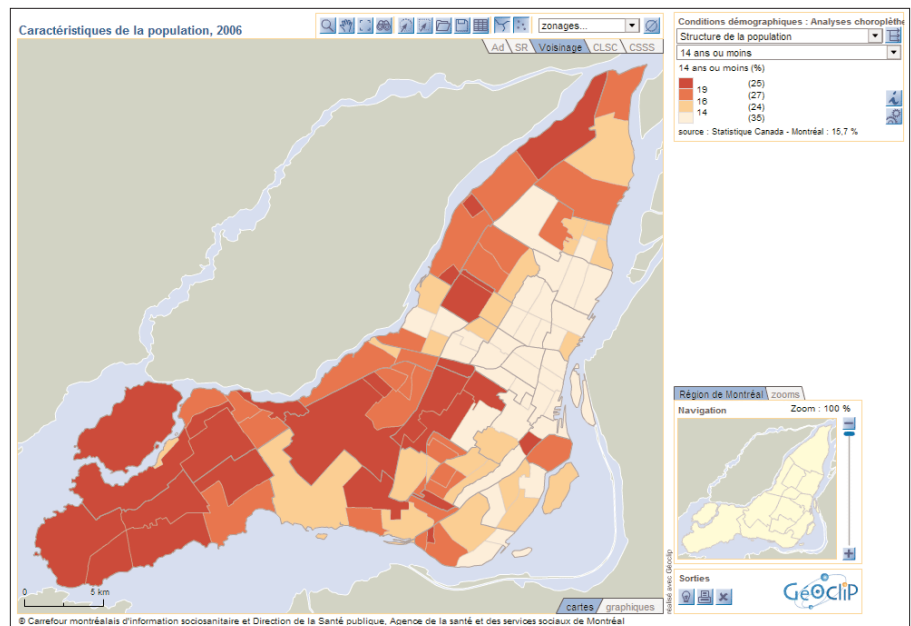 Caractéristiques de la population, 2006
zonages...
Ad SR Voisinage CLSC CSSS
Conditions démographiques : Analyses choroplèthe
Structure de la population
14 ans ou moins
14 ans ou moins (%)
(25)
19
(27)
16
(24)
14
(35)
source : Statistique Canada - Montréal : 15,7 %
Région de Montréal zooms
Navigation Zoom : 100 %
Sorties
GéoclIP
réalisé avec Géoclip
0 5 km
cartes graphiques
© Carrefour montréalais d'information sociosanitaire et Direction de la Santé publique, Agence de la santé et des services sociaux de Montréal